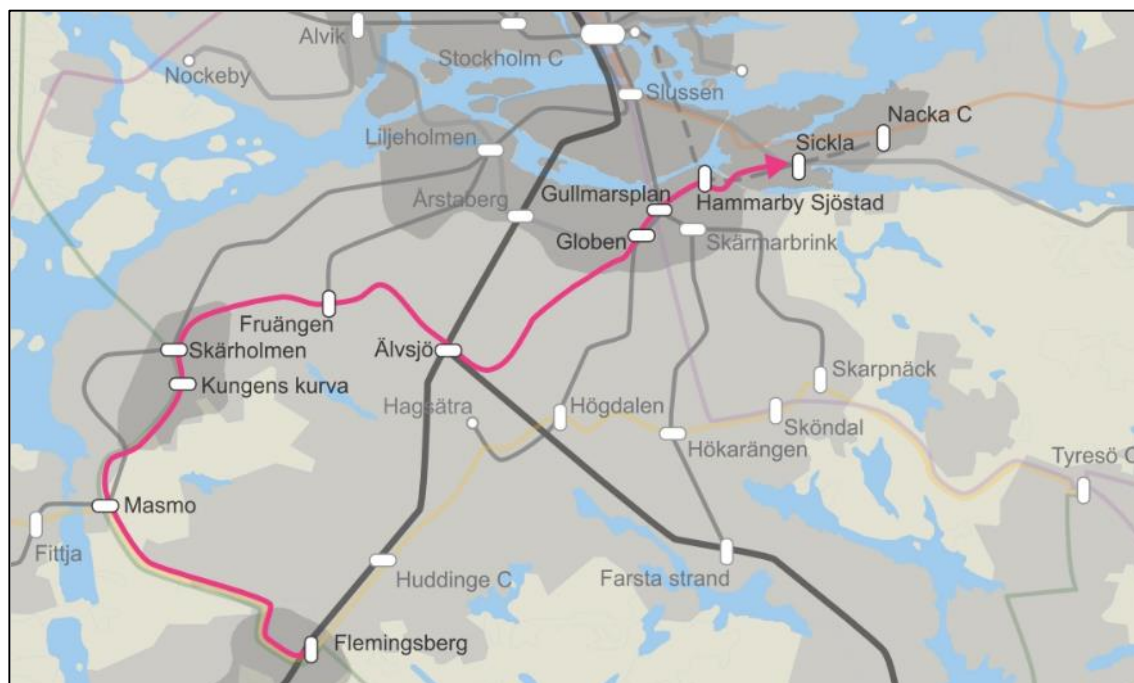 Alvik
Stockholm C
Nockeby
Slussen
Nacka C
Sickla
Liljeholmen
Gullmarsplan
Hammarby Sjöstad
Årstaberg
Globen
Skärmarbrink
Fruängen
Älvsjö
Skärholmen
Kungens kurva
Skarpnäck
Hagsätra
Högdalen
Sköndal
Hökarängen
Tyresö C
Masmo
Fittja
Huddinge C
Farsta strand
Flemingsberg